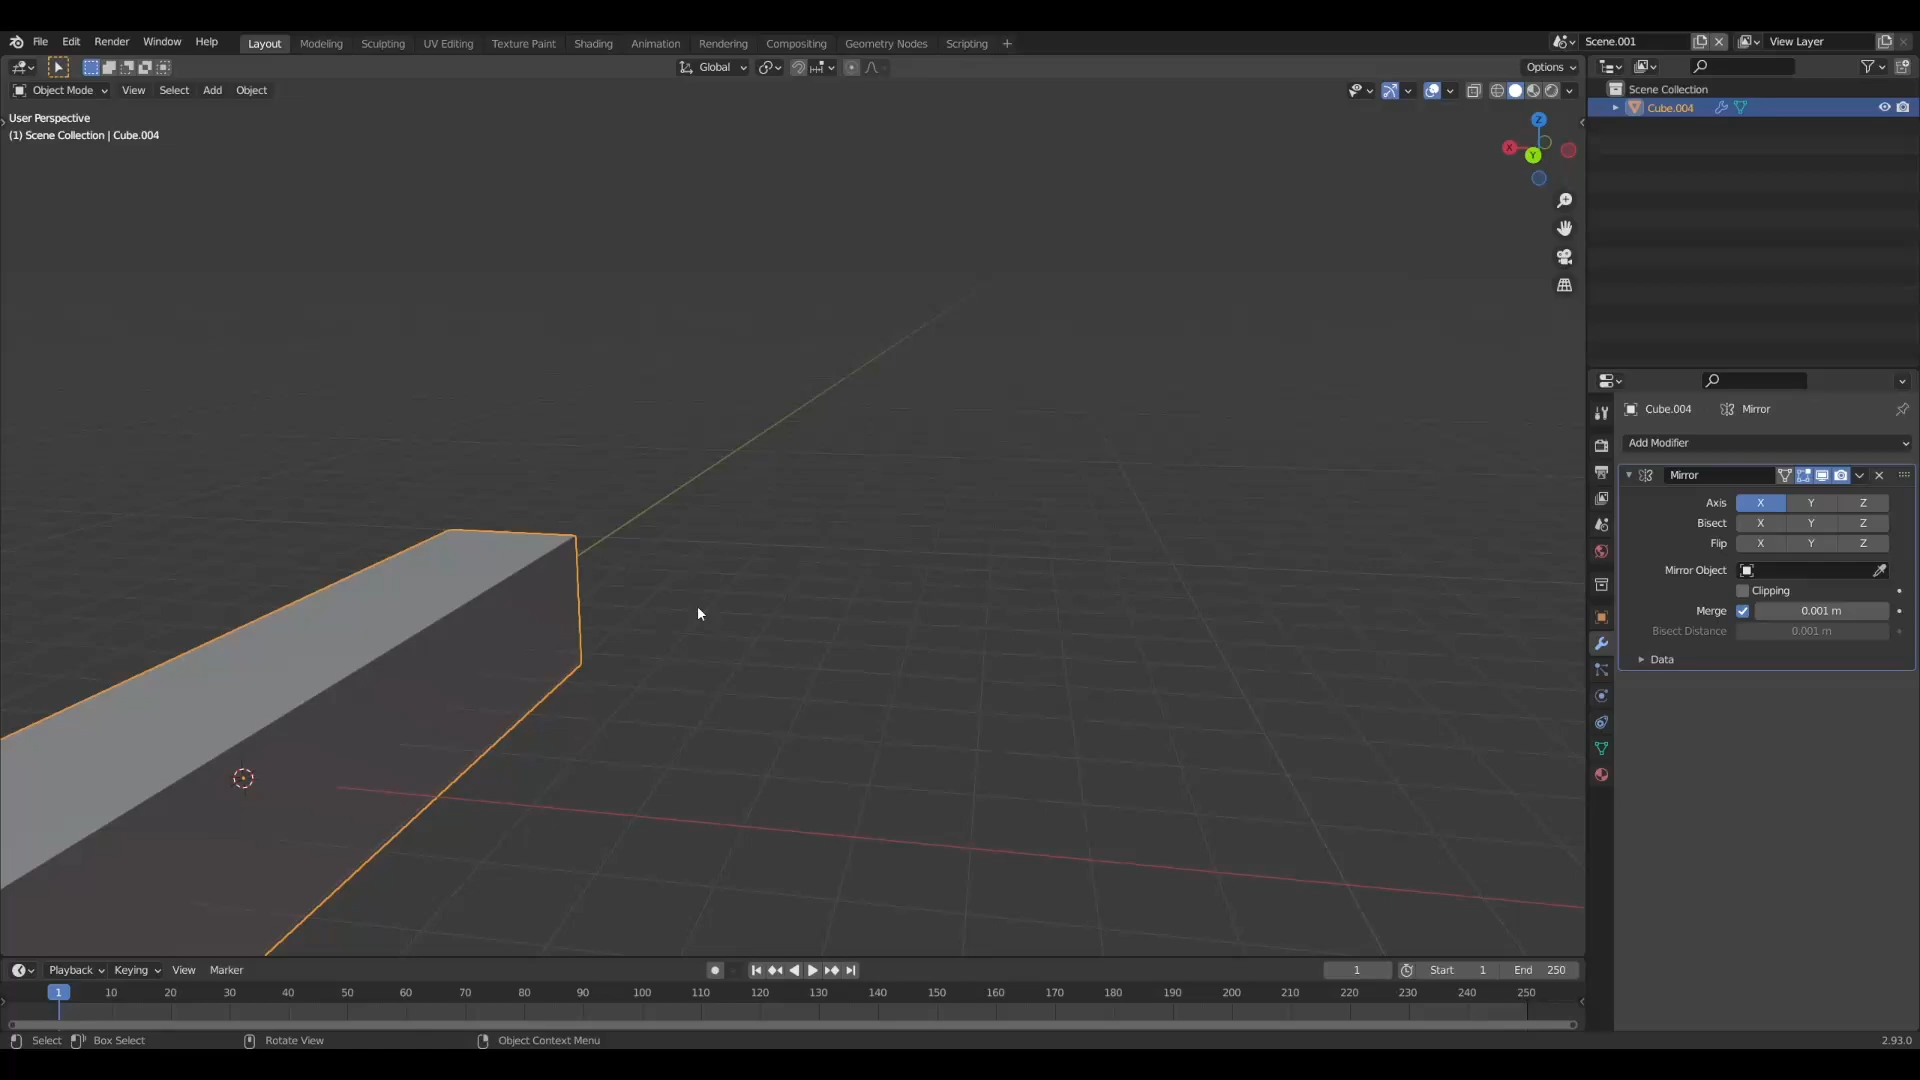 File Edit Render Window Help Layout Modeling Sculpting UV Editing Texture Paint Shading Animation Rendering Compositing Geometry Nodes Scripting + Scene.001 View Layer
Global Options
Object Mode View Select Add Object
User Perspective
(1) Scene Collection | Cube.004
Z
X
Y
Scene Collection
Cube.004
Cube.004 Mirror
Add Modifier
Mirror
Axis X Y Z
Bisect X Y Z
Flip X Y Z
Mirror Object
Clipping
Merge 0.001 m
Bisect Distance 0.001 m
Data
Playback Keying View Marker 1 Start 1 End 250
1 10 20 30 40 50 60 70 80 90 100 110 120 130 140 150 160 170 180 190 200 210 220 230 240 250
Select Box Select Rotate View Object Context Menu 2.93.0